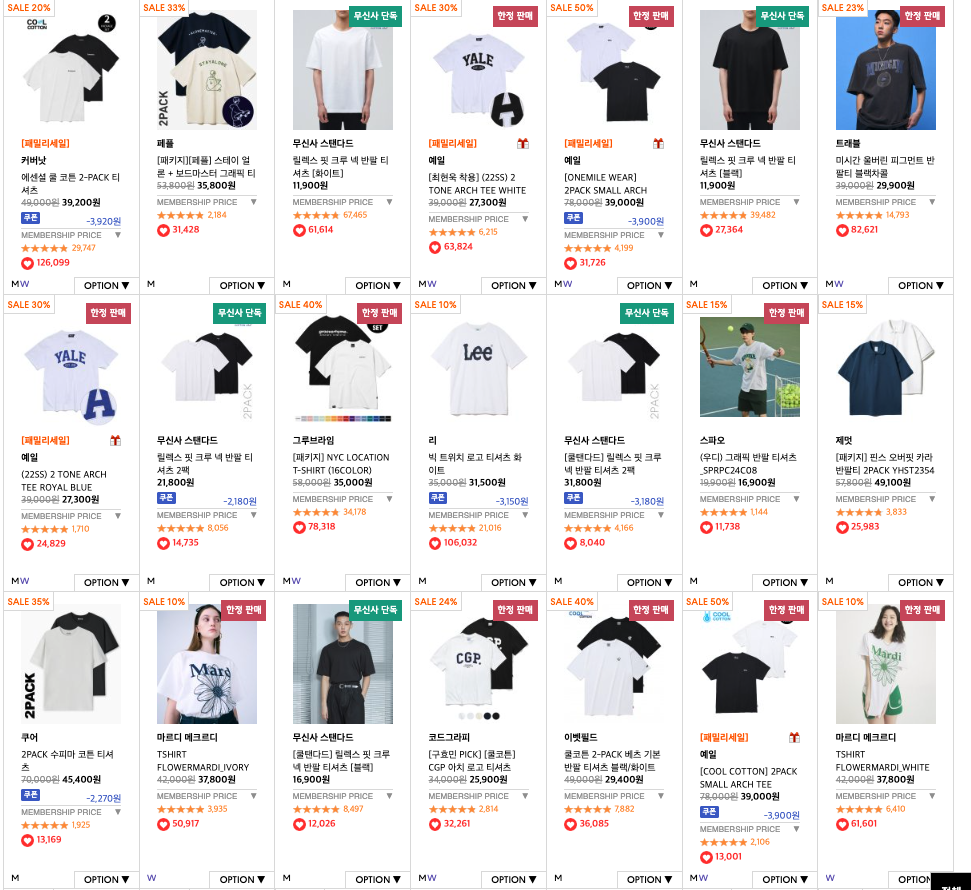 SALE 20%
COOL COTTON
2
[패밀리세일]
커버낫
에센셜 쿨 코튼 2-PACK 티
셔츠
49,000원 39,200원
쿠폰 -3,920원
MEMBERSHIP PRICE ▼
★★★★★ 29,747
126,099
MW OPTION ▼
SALE 33%
STAYALONE
2PACK
페플
[패키지][페플] 스테이 얼
론 + 보드마스터 그래픽 티
53,800원 35,800원
MEMBERSHIP PRICE ▼
★★★★★ 2,184
31,428
M OPTION ▼
무신사 단독
무신사 스탠다드
릴렉스 핏 크루 넥 반팔 티
셔츠 [화이트]
11,900원
MEMBERSHIP PRICE ▼
★★★★★ 67,465
61,614
M OPTION ▼
SALE 30%
한정 판매
YALE
A
[패밀리세일]
예일
[최현욱 착용] (22SS) 2
TONE ARCH TEE WHITE
39,000원 27,300원
MEMBERSHIP PRICE ▼
★★★★★ 6,215
63,824
MW OPTION ▼
SALE 50%
한정 판매
[패밀리세일]
예일
[ONEMILE WEAR]
2PACK SMALL ARCH
78,000원 39,000원
쿠폰 -3,900원
MEMBERSHIP PRICE ▼
★★★★★ 4,199
31,726
MW OPTION ▼
무신사 단독
무신사 스탠다드
릴렉스 핏 크루 넥 반팔 티
셔츠 [블랙]
11,900원
MEMBERSHIP PRICE ▼
★★★★★ 39,482
27,364
M OPTION ▼
SALE 23%
한정 판매
MICHIGAN
트래블
미시간 울버린 피그먼트 반
팔티 블랙차콜
39,000원 29,900원
MEMBERSHIP PRICE ▼
★★★★★ 14,793
82,621
MW OPTION ▼
SALE 30%
한정 판매
YALE
A
[패밀리세일]
예일
(22SS) 2 TONE ARCH
TEE ROYAL BLUE
39,000원 27,300원
MEMBERSHIP PRICE ▼
★★★★★ 1,710
24,829
MW OPTION ▼
무신사 단독
2PACK
무신사 스탠다드
릴렉스 핏 크루 넥 반팔 티
셔츠 2팩
21,800원
쿠폰 -2,180원
MEMBERSHIP PRICE ▼
★★★★★ 8,056
14,735
M OPTION ▼
SALE 40%
한정 판매
SET
그루브라임
[패키지] NYC LOCATION
T-SHIRT (16COLOR)
58,000원 35,000원
MEMBERSHIP PRICE ▼
★★★★★ 34,178
78,318
MW OPTION ▼
SALE 10%
Lee
리
빅 트위치 로고 티셔츠 화
이트
35,000원 31,500원
쿠폰 -3,150원
MEMBERSHIP PRICE ▼
★★★★★ 21,016
106,032
M OPTION ▼
무신사 단독
2PACK
무신사 스탠다드
[쿨탠다드] 릴렉스 핏 크루
넥 반팔 티셔츠 2팩
31,800원
쿠폰 -3,180원
MEMBERSHIP PRICE ▼
★★★★★ 4,166
8,040
M OPTION ▼
SALE 15%
한정 판매
스파오
(우디) 그래픽 반팔 티셔츠
_SPRPC24C08
19,900원 16,900원
MEMBERSHIP PRICE ▼
★★★★★ 1,144
11,738
M OPTION ▼
SALE 15%
제멋
[패키지] 핀스 오버핏 카라
반팔티 2PACK YHST2354
57,800원 49,100원
MEMBERSHIP PRICE ▼
★★★★★ 3,833
25,983
M OPTION ▼
SALE 35%
2PACK
쿠어
2PACK 수피마 코튼 티셔
츠
70,000원 45,400원
쿠폰 -2,270원
MEMBERSHIP PRICE ▼
★★★★★ 1,925
13,169
M OPTION ▼
SALE 10%
한정 판매
Mardi
마르디 메크르디
TSHIRT
FLOWERMARDI_IVORY
42,000원 37,800원
MEMBERSHIP PRICE ▼
★★★★★ 3,935
50,917
W OPTION ▼
무신사 단독
무신사 스탠다드
[쿨탠다드] 릴렉스 핏 크루
넥 반팔 티셔츠 [블랙]
16,900원
MEMBERSHIP PRICE ▼
★★★★★ 8,497
12,026
M OPTION ▼
SALE 24%
한정 판매
CGP.
코드그라피
[구효민 PICK] [쿨코튼]
CGP 아치 로고 티셔츠
34,000원 25,900원
MEMBERSHIP PRICE ▼
★★★★★ 2,814
32,261
MW OPTION ▼
SALE 40%
한정 판매
COOL COTTON
이벳필드
쿨코튼 2-PACK 베츠 기본
반팔 티셔츠 블랙/화이트
49,000원 29,400원
MEMBERSHIP PRICE ▼
★★★★★ 7,882
36,085
M OPTION ▼
SALE 50%
한정 판매
COOL COTTON
[패밀리세일]
예일
[COOL COTTON] 2PACK
SMALL ARCH TEE
78,000원 39,000원
쿠폰 -3,900원
MEMBERSHIP PRICE ▼
★★★★★ 2,106
13,001
MW OPTION ▼
SALE 10%
한정 판매
Mardi
마르디 메크르디
TSHIRT
FLOWERMARDI_WHITE
42,000원 37,800원
MEMBERSHIP PRICE ▼
★★★★★ 6,410
61,601
W OPTION ▼